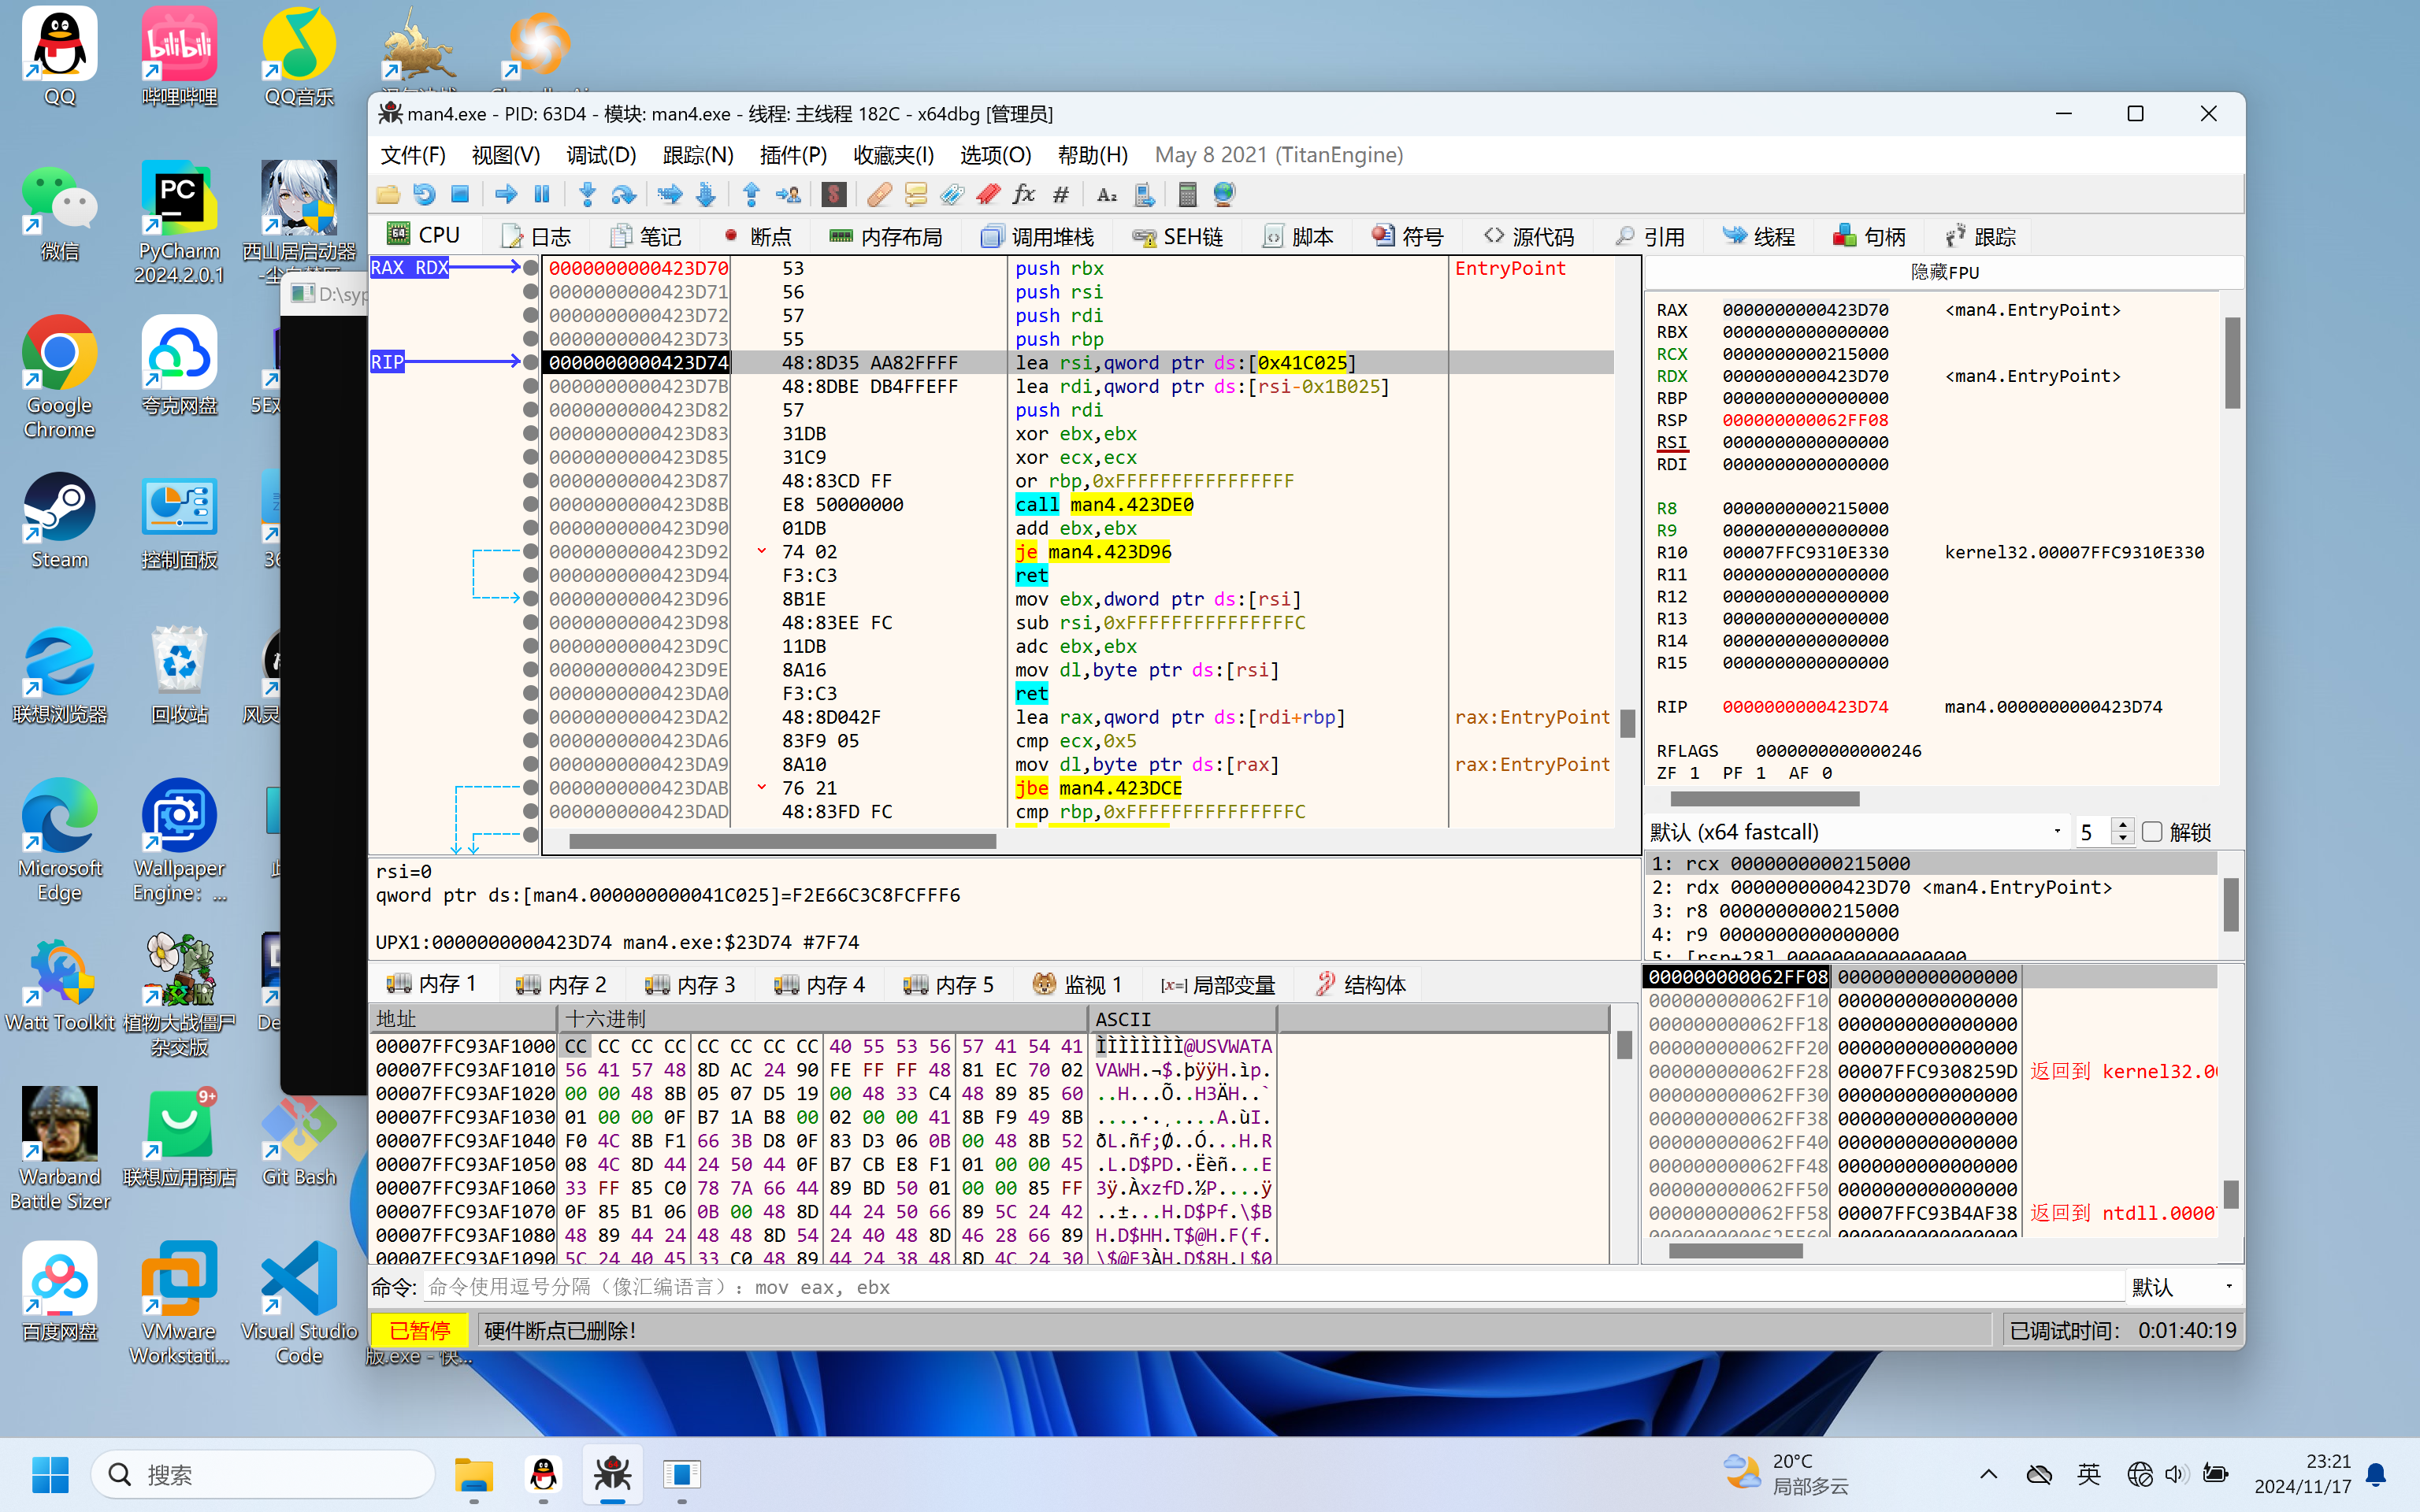 QQ
哔哩哔哩
QQ音乐
微信
PyCharm
2024.2.0.1
西山居启动器
Google
Chrome
夸克网盘
Steam
控制面板
联想浏览器
回收站
Microsoft
Edge
Wallpaper
Engine：...
Watt Toolkit
植物大战僵尸
杂交版
Warband
Battle Sizer
联想应用商店
9+
Git Bash
百度网盘
VMware
Workstati...
Visual Studio
Code
版.exe - 快...
D:\syp
man4.exe - PID: 63D4 - 模块: man4.exe - 线程: 主线程 182C - x64dbg [管理员]
文件(F) 视图(V) 调试(D) 跟踪(N) 插件(P) 收藏夹(I) 选项(O) 帮助(H) May 8 2021 (TitanEngine)
CPU 日志 笔记 断点 内存布局 调用堆栈 SEH链 脚本 符号 源代码 引用 线程 句柄 跟踪
RAX RDX 0000000000423D70 53 push rbx EntryPoint
0000000000423D71 56 push rsi
0000000000423D72 57 push rdi
0000000000423D73 55 push rbp
RIP 0000000000423D74 48:8D35 AA82FFFF lea rsi,qword ptr ds:[0x41C025]
0000000000423D7B 48:8DBE DB4FFEFF lea rdi,qword ptr ds:[rsi-0x1B025]
0000000000423D82 57 push rdi
0000000000423D83 31DB xor ebx,ebx
0000000000423D85 31C9 xor ecx,ecx
0000000000423D87 48:83CD FF or rbp,0xFFFFFFFFFFFFFFFF
0000000000423D8B E8 50000000 call man4.423DE0
0000000000423D90 01DB add ebx,ebx
0000000000423D92 74 02 je man4.423D96
0000000000423D94 F3:C3 ret
0000000000423D96 8B1E mov ebx,dword ptr ds:[rsi]
0000000000423D98 48:83EE FC sub rsi,0xFFFFFFFFFFFFFFFC
0000000000423D9C 11DB adc ebx,ebx
0000000000423D9E 8A16 mov dl,byte ptr ds:[rsi]
0000000000423DA0 F3:C3 ret
0000000000423DA2 48:8D042F lea rax,qword ptr ds:[rdi+rbp] rax:EntryPoint
0000000000423DA6 83F9 05 cmp ecx,0x5
0000000000423DA9 8A10 mov dl,byte ptr ds:[rax] rax:EntryPoint
0000000000423DAB 76 21 jbe man4.423DCE
0000000000423DAD 48:83FD FC cmp rbp,0xFFFFFFFFFFFFFFFC
隐藏FPU
RAX 0000000000423D70 <man4.EntryPoint>
RBX 0000000000000000
RCX 0000000000215000
RDX 0000000000423D70 <man4.EntryPoint>
RBP 0000000000000000
RSP 000000000062FF08
RSI 0000000000000000
RDI 0000000000000000
R8 0000000000215000
R9 0000000000000000
R10 00007FFC9310E330 kernel32.00007FFC9310E330
R11 0000000000000000
R12 0000000000000000
R13 0000000000000000
R14 0000000000000000
R15 0000000000000000
RIP 0000000000423D74 man4.0000000000423D74
RFLAGS 0000000000000246
ZF 1 PF 1 AF 0
默认 (x64 fastcall) 5 解锁
1: rcx 0000000000215000
2: rdx 0000000000423D70 <man4.EntryPoint>
3: r8 0000000000215000
4: r9 0000000000000000
5: [rsp+28] 0000000000000000
rsi=0
qword ptr ds:[man4.000000000041C025]=F2E66C3C8FCFFF6
UPX1:0000000000423D74 man4.exe:$23D74 #7F74
内存 1 内存 2 内存 3 内存 4 内存 5 监视 1 [x=] 局部变量 结构体
地址 十六进制 ASCII
00007FFC93AF1000 CC CC CC CC CC CC CC CC 40 55 53 56 57 41 54 41 ÌÌÌÌÌÌÌÌ@USVWATA
00007FFC93AF1010 56 41 57 48 8D AC 24 90 FE FF FF 48 81 EC 70 02 VAWH.¬$.þÿÿH.ìp.
00007FFC93AF1020 00 00 48 8B 05 07 D5 19 00 48 33 C4 48 89 85 60 ..H...Õ..H3ÄH..`
00007FFC93AF1030 01 00 00 0F B7 1A B8 00 02 00 00 41 8B F9 49 8B ....·.¸....A.ùI.
00007FFC93AF1040 F0 4C 8B F1 66 3B D8 0F 83 D3 06 0B 00 48 8B 52 ðL.ñf;Ø..Ó...H.R
00007FFC93AF1050 08 4C 8D 44 24 50 44 0F B7 CB E8 F1 01 00 00 45 .L.D$PD.·Ëèñ...E
00007FFC93AF1060 33 FF 85 C0 78 7A 66 44 89 BD 50 01 00 00 85 FF 3ÿ.ÀxzfD.½P....ÿ
00007FFC93AF1070 0F 85 B1 06 0B 00 48 8D 44 24 50 66 89 5C 24 42 ..±...H.D$Pf.\$B
00007FFC93AF1080 48 89 44 24 48 48 8D 54 24 40 48 8D 46 28 66 89 H.D$HH.T$@H.F(f.
00007FFC93AF1090 5C 24 40 45 33 C0 48 89 44 24 38 48 8D 4C 24 30 \$@E3ÀH.D$8H.L$0
000000000062FF08 0000000000000000
000000000062FF10 0000000000000000
000000000062FF18 0000000000000000
000000000062FF20 0000000000000000
000000000062FF28 00007FFC9308259D 返回到 kernel32.00
000000000062FF30 0000000000000000
000000000062FF38 0000000000000000
000000000062FF40 0000000000000000
000000000062FF48 0000000000000000
000000000062FF50 0000000000000000
000000000062FF58 00007FFC93B4AF38 返回到 ntdll.0000
000000000062FF60 0000000000000000
命令: 命令使用逗号分隔（像汇编语言）: mov eax, ebx 默认
已暂停 硬件断点已删除! 已调试时间: 0:01:40:19
搜索
20°C
局部多云
英
23:21
2024/11/17